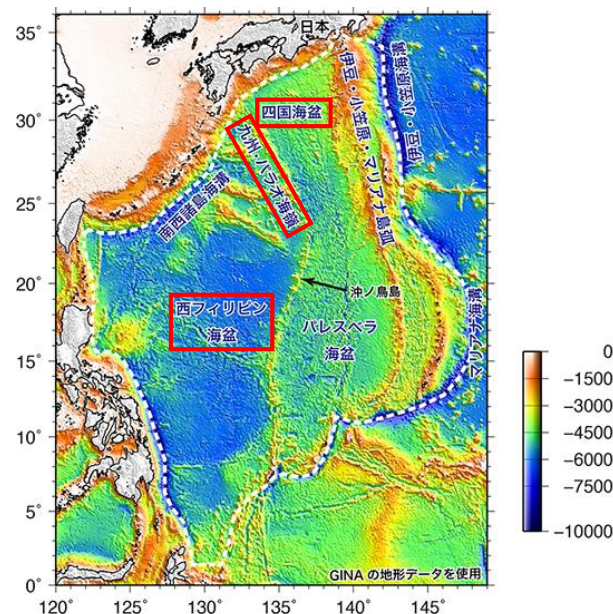 日本
35°
30°
25°
20°
15°
10°
5°
0°
120°
125°
130°
135°
140°
145°
四国海盆
九州・パラオ海嶺
伊豆・小笠原・マリアナ島弧
伊豆・小笠原海溝
南西諸島海溝
沖ノ鳥島
西フィリピン
海盆
パレスベラ
海盆
マリアナ海溝
GINAの地形データを使用
0
-1500
-3000
-4500
-6000
-7500
-10000